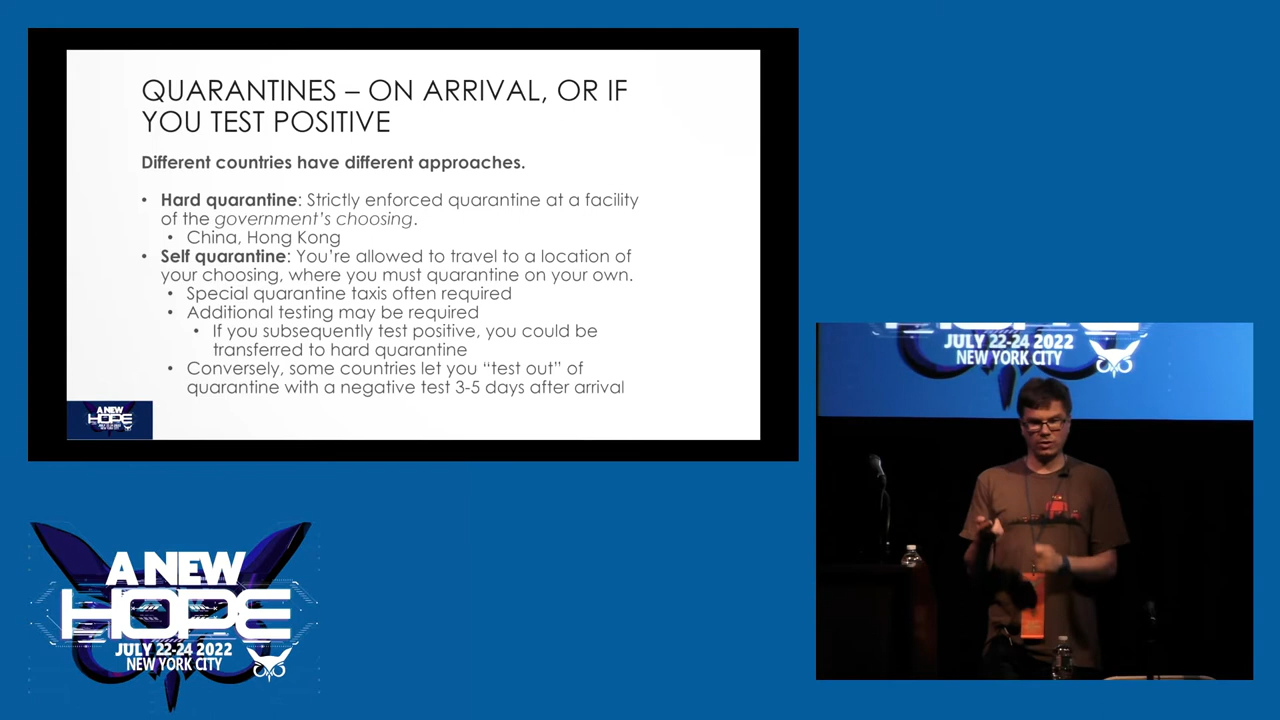 QUARANTINES – ON ARRIVAL, OR IF
YOU TEST POSITIVE
Different countries have different approaches.
• Hard quarantine: Strictly enforced quarantine at a facility
of the government's choosing.
• China, Hong Kong
• Self quarantine: You're allowed to travel to a location of
your choosing, where you must quarantine on your own.
• Special quarantine taxis often required
• Additional testing may be required
• If you subsequently test positive, you could be
transferred to hard quarantine
• Conversely, some countries let you "test out" of
quarantine with a negative test 3-5 days after arrival
A NEW
HOPE
JULY 22-24 2022
NEW YORK CITY
HOPE
JULY 22-24 2022
NEW YORK CITY
A NEW
HOPE
JULY 22-24 2022
NEW YORK CITY